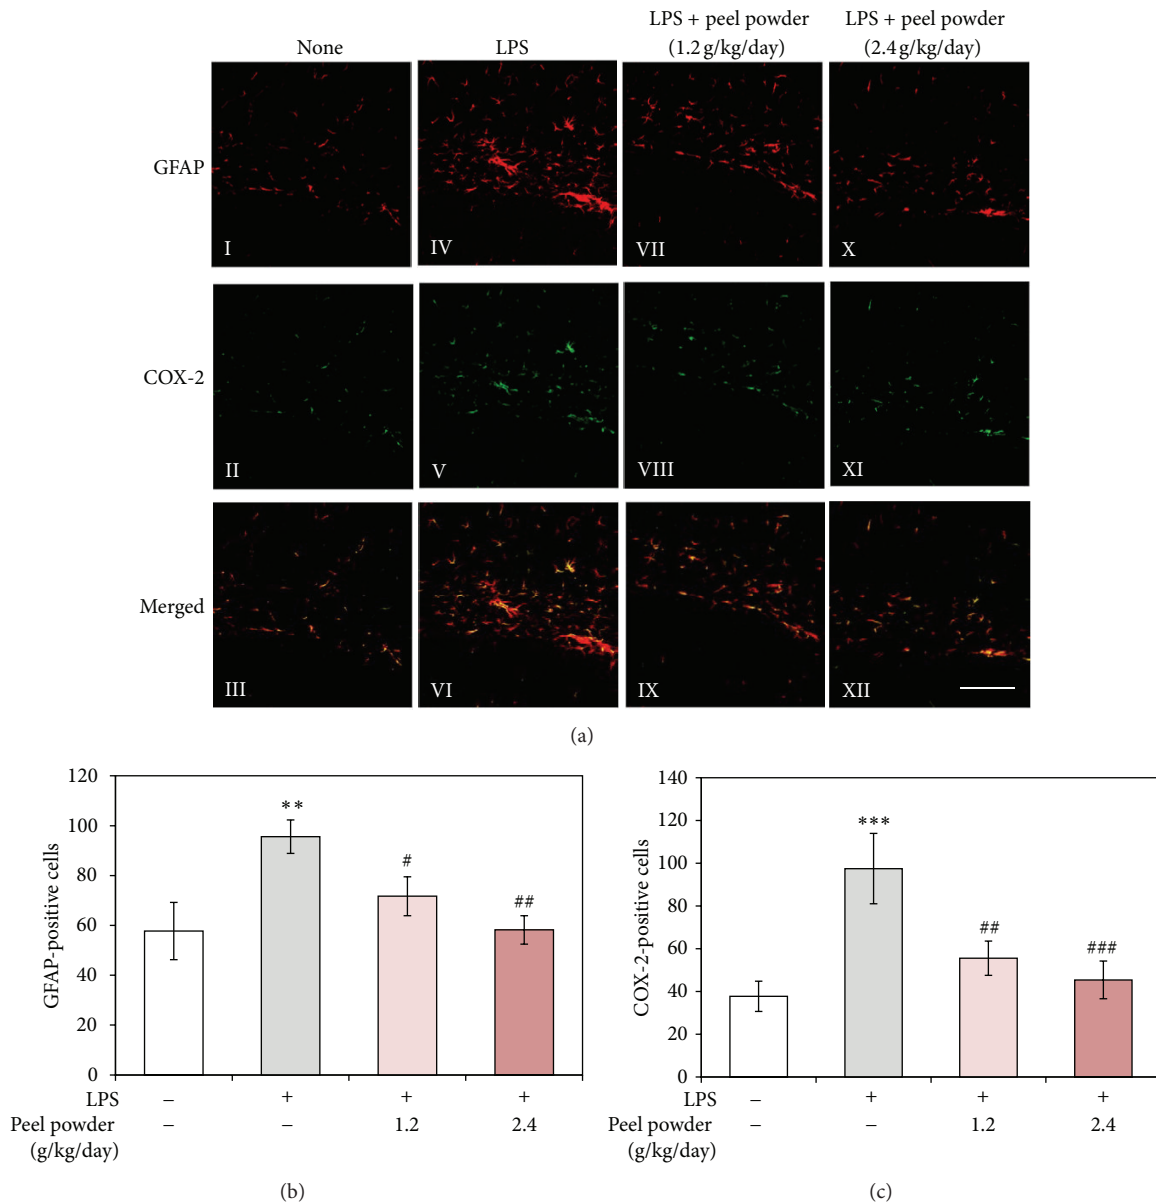 None
LPS
LPS + peel powder
(1.2 g/kg/day)
LPS + peel powder
(2.4 g/kg/day)
GFAP
I
IV
VII
X
COX-2
II
V
VIII
XI
Merged
III
VI
IX
XII
(a)
120
100
80
60
40
20
0
GFAP-positive cells
**
#
##
LPS − + + +
Peel powder − − 1.2 2.4
(g/kg/day)
(b)
140
120
100
80
60
40
20
0
COX-2-positive cells
***
##
###
LPS − + + +
Peel powder − − 1.2 2.4
(g/kg/day)
(c)